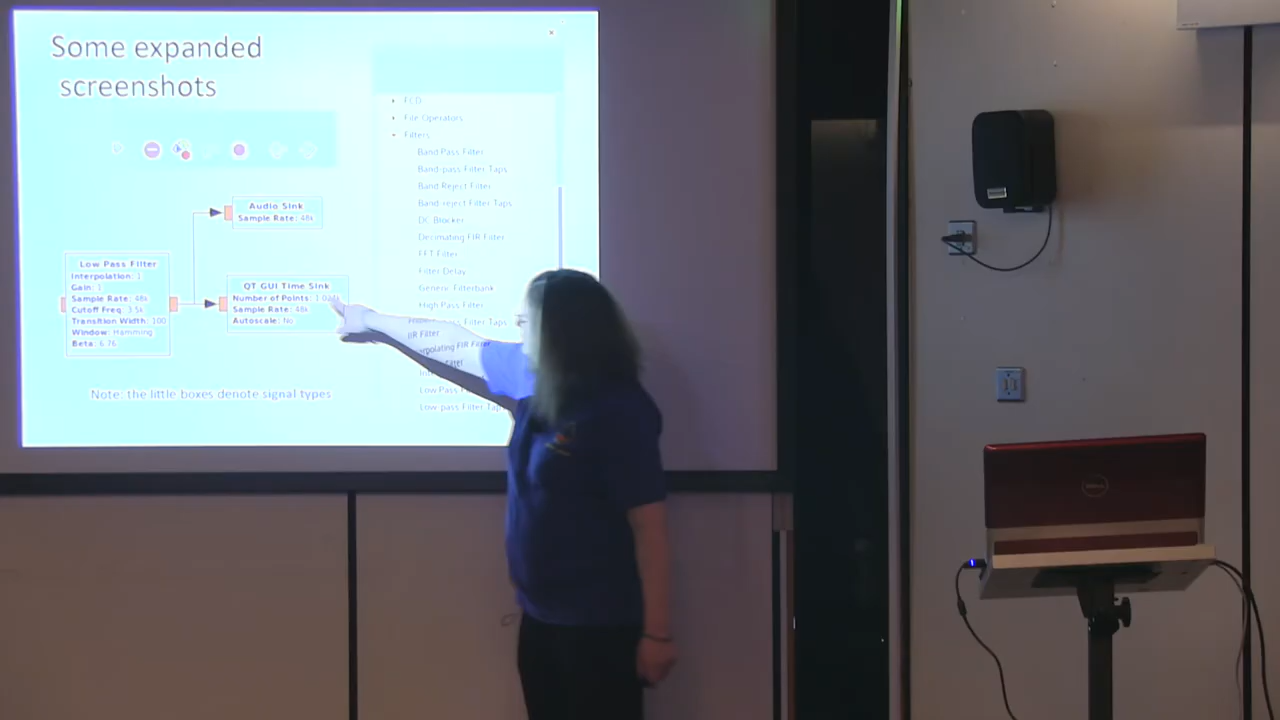 Some expanded
screenshots
Audio Sink
Sample Rate: 48k
Low Pass Filter
Interpolation: 1
Gain: 1
Sample Rate: 48k
Cutoff Freq: 3.5k
Transition Width: 100
Window: Hamming
Beta: 6.76
QT GUI Time Sink
Number of Points: 1.024k
Sample Rate: 48k
Autoscale: No
Note: the little boxes denote signal types
FCD
File Operators
Filters
Band Pass Filter
Band-pass Filter Taps
Band Reject Filter
Band-reject Filter Taps
DC Blocker
Decimating FIR Filter
FFT Filter
Filter Delay
Generic Filterbank
High Pass Filter
Filter Taps
IIR Filter
FIR Filter
Low Pass
Low-pass Filter Taps
DELL